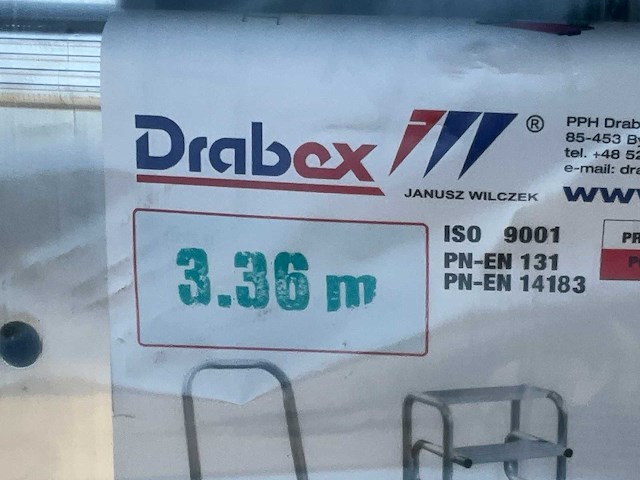 Drabex
JANUSZ WILCZEK
®
PPH Drab
85-453 By
tel. +48 52
e-mail: dra
www
3.36 m
ISO 9001
PN-EN 131
PN-EN 14183
PR
P